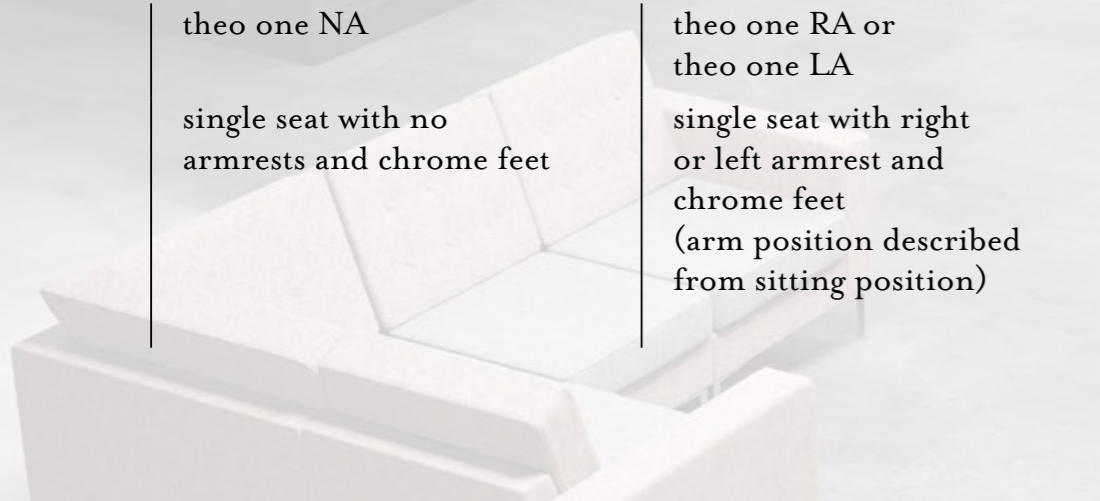 theo one NA
single seat with no
armrests and chrome feet
theo one RA or
theo one LA
single seat with right
or left armrest and
chrome feet
(arm position described
from sitting position)